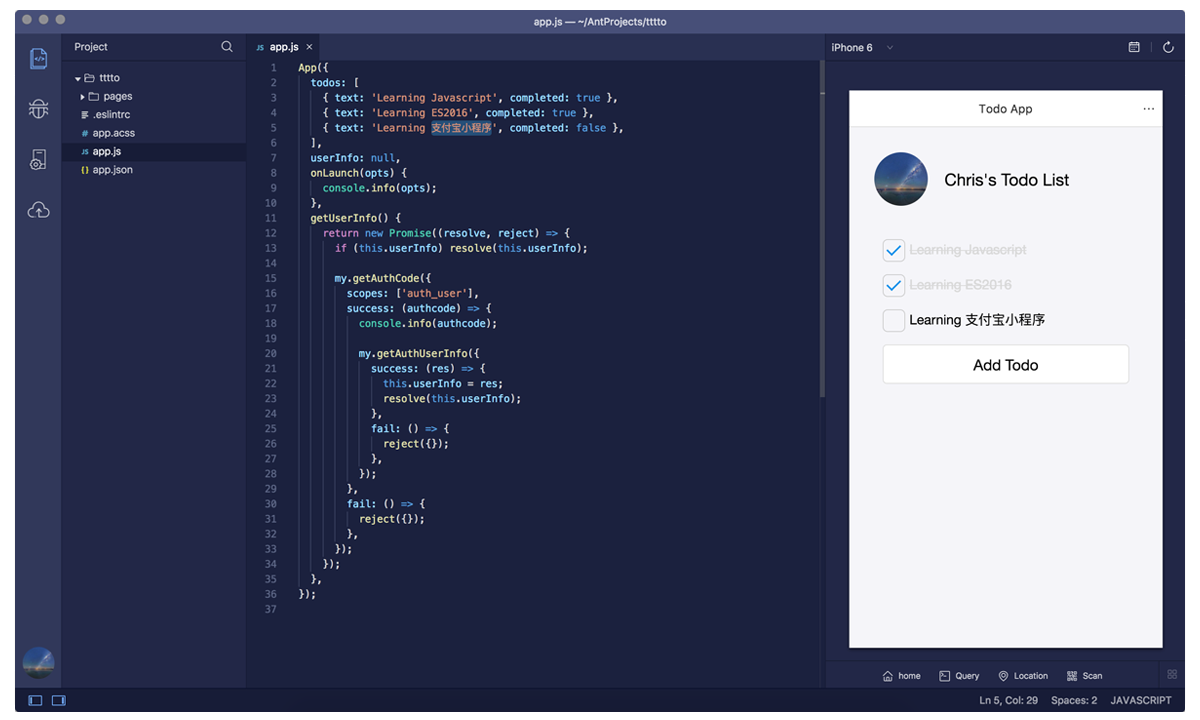 app.js — ~/AntProjects/tttto
Project
tttto
pages
.eslintrc
# app.acss
JS app.js
{} app.json
JS app.js ×
1 App({
2 todos: [
3 { text: 'Learning Javascript', completed: true },
4 { text: 'Learning ES2016', completed: true },
5 { text: 'Learning 支付宝小程序', completed: false },
6 ],
7 userInfo: null,
8 onLaunch(opts) {
9 console.info(opts);
10 },
11 getUserInfo() {
12 return new Promise((resolve, reject) => {
13 if (this.userInfo) resolve(this.userInfo);
14
15 my.getAuthCode({
16 scopes: ['auth_user'],
17 success: (authcode) => {
18 console.info(authcode);
19
20 my.getAuthUserInfo({
21 success: (res) => {
22 this.userInfo = res;
23 resolve(this.userInfo);
24 },
25 fail: () => {
26 reject({});
27 },
28 });
29 },
30 fail: () => {
31 reject({});
32 },
33 });
34 });
35 },
36 });
37
iPhone 6
Todo App ...
Chris's Todo List
Learning Javascript
Learning ES2016
Learning 支付宝小程序
Add Todo
home Query Location Scan
Ln 5, Col: 29 Spaces: 2 JAVASCRIPT